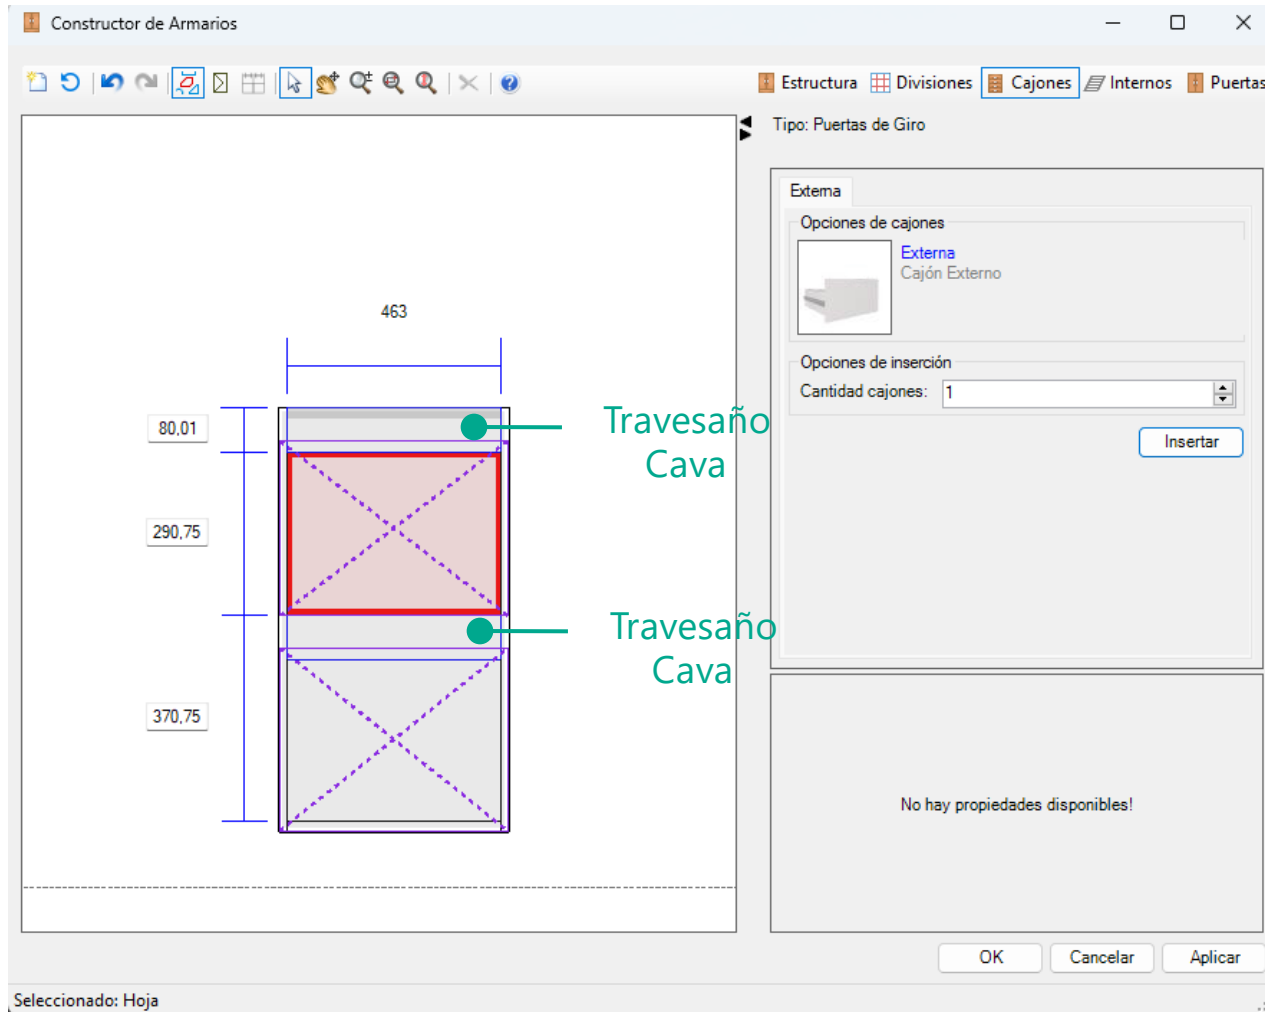 Constructor de Armarios
Estructura Divisiones Cajones Internos Puertas
Tipo: Puertas de Giro
Externa
Opciones de cajones
Externa
Cajón Externo
Opciones de inserción
Cantidad cajones: 1
Insertar
463
80,01
290,75
370,75
Travesaño
Cava
Travesaño
Cava
No hay propiedades disponibles!
OK Cancelar Aplicar
Seleccionado: Hoja